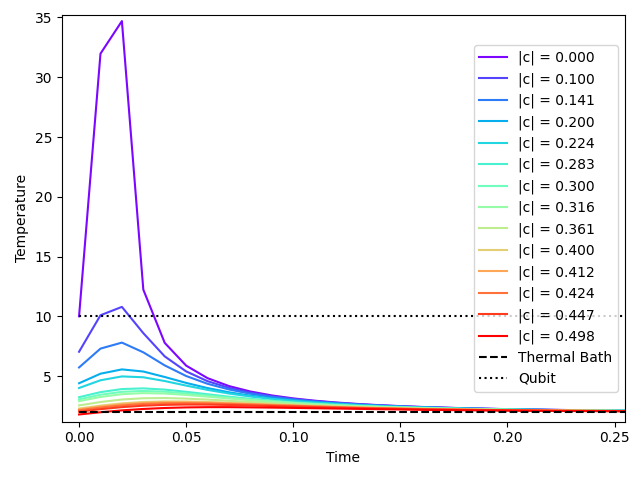 35
30
25
20
15
10
5
Temperature
0.00
0.05
0.10
0.15
0.20
0.25
Time
|c| = 0.000
|c| = 0.100
|c| = 0.141
|c| = 0.200
|c| = 0.224
|c| = 0.283
|c| = 0.300
|c| = 0.316
|c| = 0.361
|c| = 0.400
|c| = 0.412
|c| = 0.424
|c| = 0.447
|c| = 0.498
Thermal Bath
Qubit